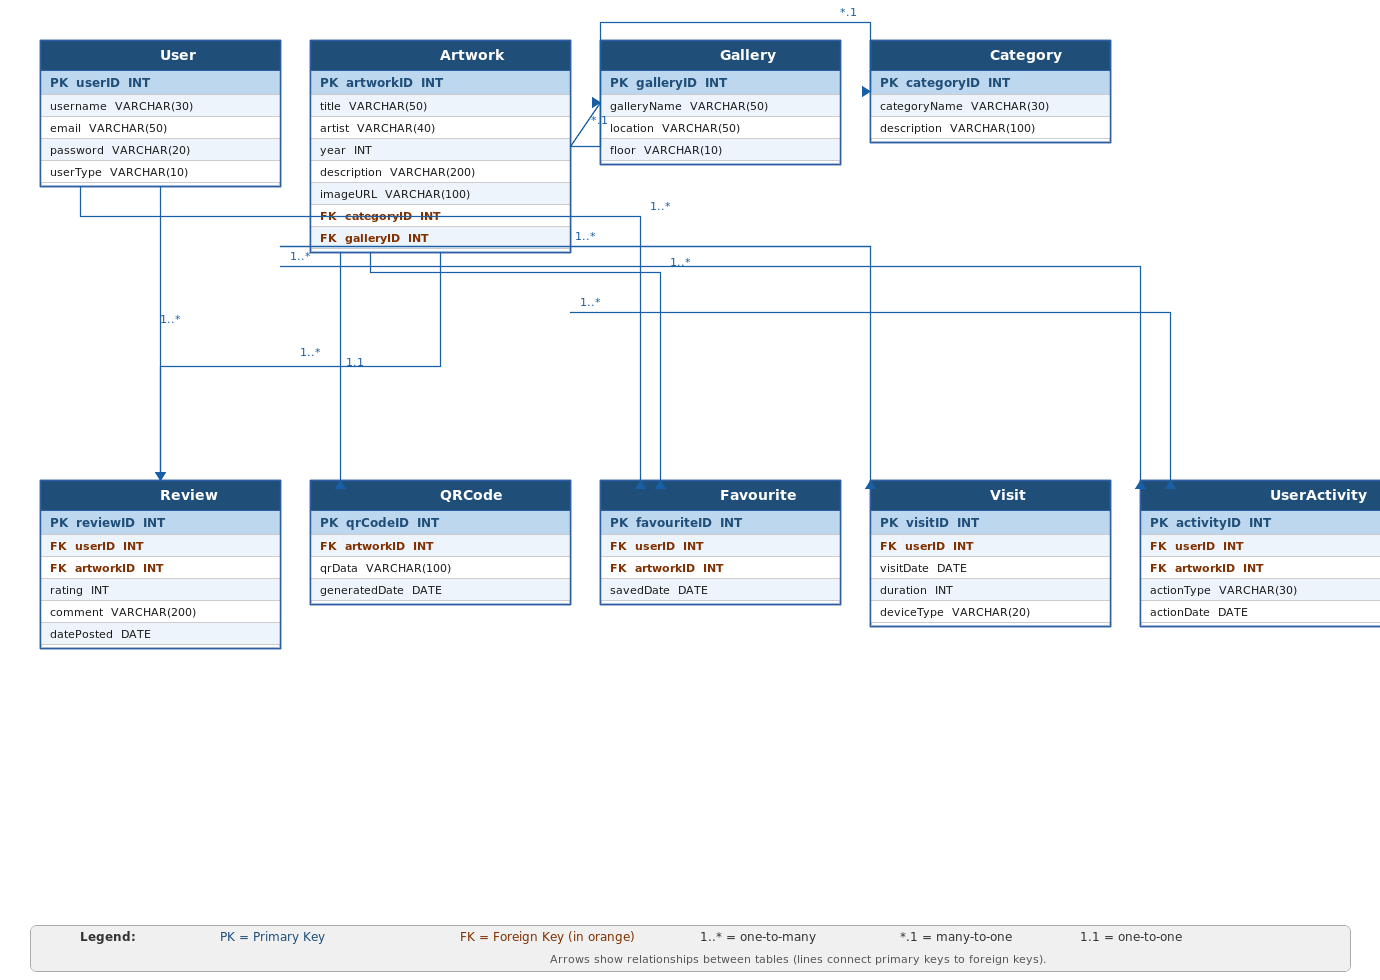 *.1
User
PK userID INT
username VARCHAR(30)
email VARCHAR(50)
password VARCHAR(20)
userType VARCHAR(10)
Artwork
PK artworkID INT
title VARCHAR(50)
artist VARCHAR(40)
year INT
description VARCHAR(200)
imageURL VARCHAR(100)
FK categoryID INT
FK galleryID INT
*.1
Gallery
PK galleryID INT
galleryName VARCHAR(50)
location VARCHAR(50)
floor VARCHAR(10)
Category
PK categoryID INT
categoryName VARCHAR(30)
description VARCHAR(100)
1..*
1..*
1..*
1..*
1..*
1..*
1..*
1.1
Review
PK reviewID INT
FK userID INT
FK artworkID INT
rating INT
comment VARCHAR(200)
datePosted DATE
QRCode
PK qrCodeID INT
FK artworkID INT
qrData VARCHAR(100)
generatedDate DATE
Favourite
PK favouriteID INT
FK userID INT
FK artworkID INT
savedDate DATE
Visit
PK visitID INT
FK userID INT
visitDate DATE
duration INT
deviceType VARCHAR(20)
UserActivity
PK activityID INT
FK userID INT
FK artworkID INT
actionType VARCHAR(30)
actionDate DATE
Legend: PK = Primary Key FK = Foreign Key (in orange) 1..* = one-to-many *.1 = many-to-one 1.1 = one-to-one
Arrows show relationships between tables (lines connect primary keys to foreign keys).